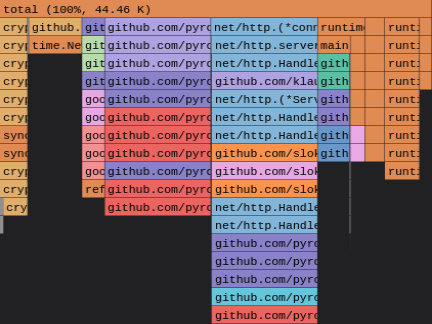 total (100%, 44.46 K)
cryp github. github.com/pyro net/http.(*conn runtime runti
cryp time.Ne git github.com/pyro net/http.server main runti
cryp git github.com/pyro net/http.Handle gith runti
cryp git github.com/pyro github.com/klau gith runti
cryp goo github.com/pyro net/http.(*Serv gith runti
cryp goo github.com/pyro net/http.Handle gith runti
sync goo github.com/pyro net/http.Handle gith runti
sync goo github.com/pyro github.com/slok gith runti
cryp goo github.com/pyro github.com/slok runti
cryp ref github.com/pyro github.com/slok
cry github.com/pyro net/http.Handle
net/http.Handle
github.com/pyro
github.com/pyro
github.com/pyro
github.com/pyro
github.com/pyro